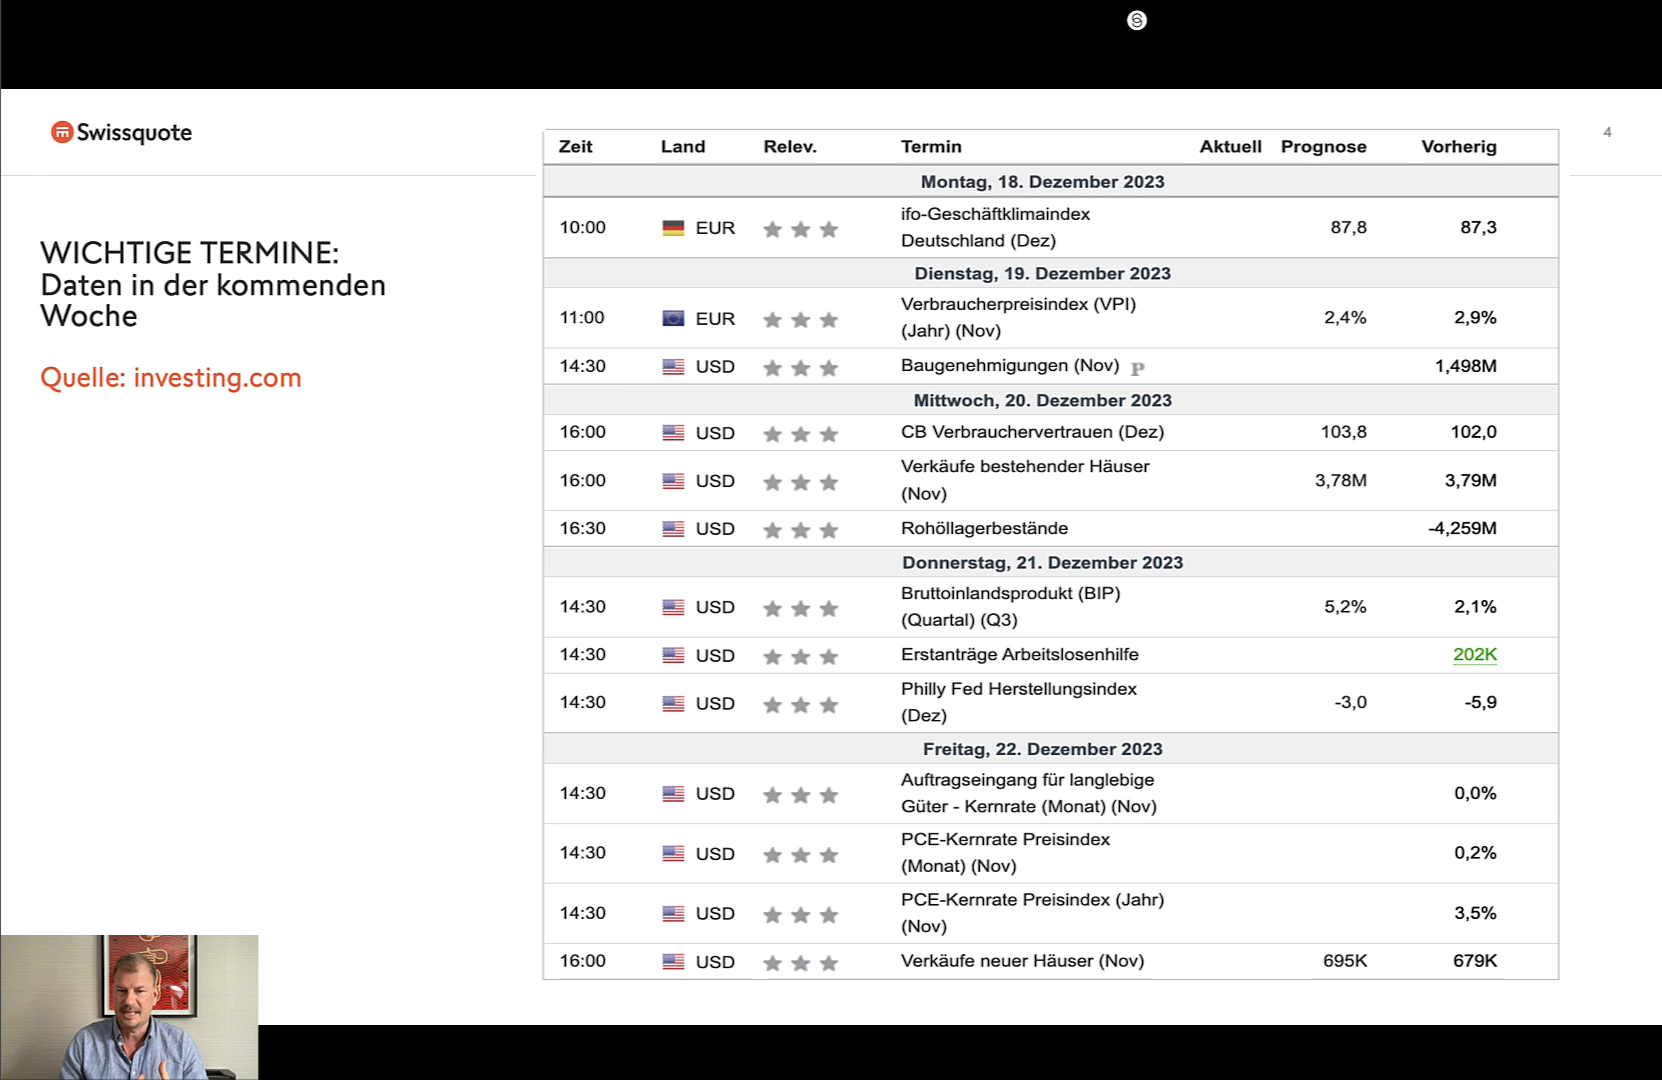 Swissquote
4
WICHTIGE TERMINE:
Daten in der kommenden
Woche
Quelle: investing.com
Zeit Land Relev. Termin Aktuell Prognose Vorherig
Montag, 18. Dezember 2023
10:00 EUR ifo-Geschäftklimaindex Deutschland (Dez) 87,8 87,3
Dienstag, 19. Dezember 2023
11:00 EUR Verbraucherpreisindex (VPI) (Jahr) (Nov) 2,4% 2,9%
14:30 USD Baugenehmigungen (Nov) P 1,498M
Mittwoch, 20. Dezember 2023
16:00 USD CB Verbrauchervertrauen (Dez) 103,8 102,0
16:00 USD Verkäufe bestehender Häuser (Nov) 3,78M 3,79M
16:30 USD Rohöllagerbestände -4,259M
Donnerstag, 21. Dezember 2023
14:30 USD Bruttoinlandsprodukt (BIP) (Quartal) (Q3) 5,2% 2,1%
14:30 USD Erstanträge Arbeitslosenhilfe 202K
14:30 USD Philly Fed Herstellungsindex (Dez) -3,0 -5,9
Freitag, 22. Dezember 2023
14:30 USD Auftragseingang für langlebige Güter - Kernrate (Monat) (Nov) 0,0%
14:30 USD PCE-Kernrate Preisindex (Monat) (Nov) 0,2%
14:30 USD PCE-Kernrate Preisindex (Jahr) (Nov) 3,5%
16:00 USD Verkäufe neuer Häuser (Nov) 695K 679K